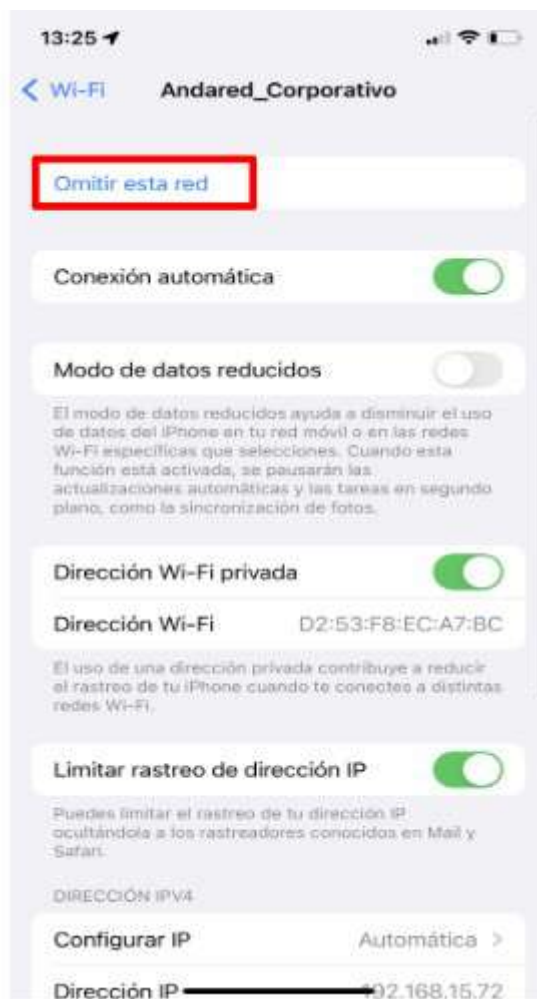 13:25
Wi-Fi Andared_Corporativo
Omitir esta red
Conexión automática
Modo de datos reducidos
El modo de datos reducidos ayuda a disminuir el uso
de datos del iPhone en tu red móvil o en las redes
Wi-Fi específicas que selecciones. Cuando esta
función está activada, se pausarán las
actualizaciones automáticas y las tareas en segundo
plano, como la sincronización de fotos.
Dirección Wi-Fi privada
Dirección Wi-Fi D2:53:F8:EC:A7:BC
El uso de una dirección privada contribuye a reducir
el rastreo de tu iPhone cuando te conectes a distintas
redes Wi-Fi.
Limitar rastreo de dirección IP
Puedes limitar el rastreo de tu dirección IP
ocultándola a los rastreadores conocidos en Mail y
Safari.
DIRECCIÓN IPV4
Configurar IP Automática
Dirección IP 192.168.15.72